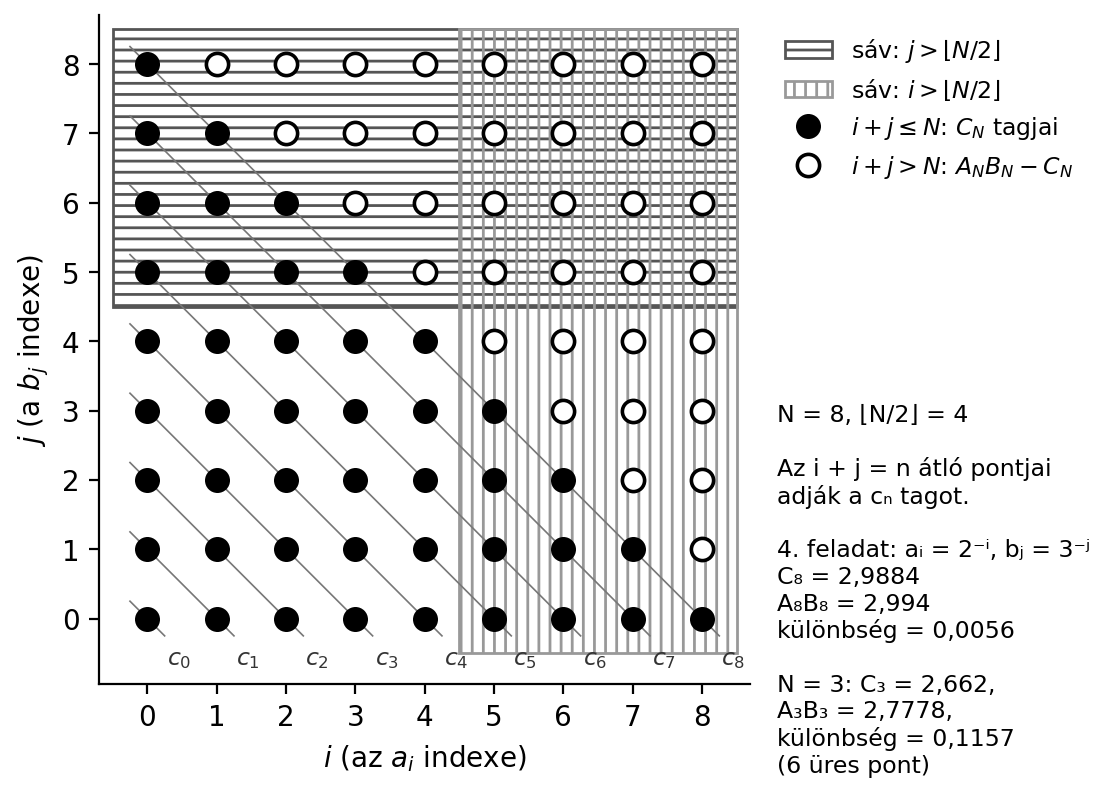 sáv: j > ⌊N/2⌋
sáv: i > ⌊N/2⌋
i + j ≤ N: C_N tagjai
i + j > N: A_N B_N − C_N
j (a b_j indexe)
8
7
6
5
4
3
2
1
0
c₀ c₁ c₂ c₃ c₄ c₅ c₆ c₇ c₈
0 1 2 3 4 5 6 7 8
i (az a_i indexe)
N = 8, ⌊N/2⌋ = 4
Az i + j = n átló pontjai
adják a cₙ tagot.
4. feladat: aᵢ = 2⁻ⁱ, bⱼ = 3⁻ʲ
C₈ = 2,9884
A₈B₈ = 2,994
különbség = 0,0056
N = 3: C₃ = 2,662,
A₃B₃ = 2,7778,
különbség = 0,1157
(6 üres pont)